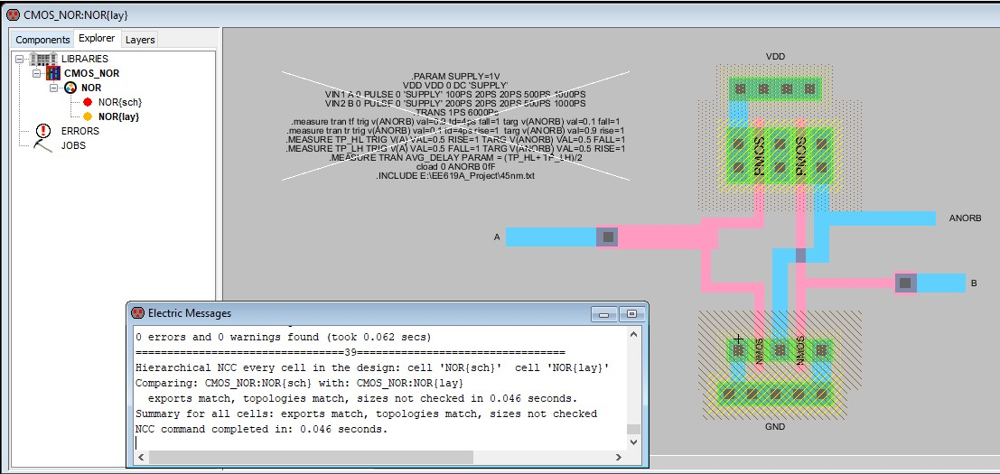 CMOS_NOR:NOR{lay}
Components Explorer Layers
LIBRARIES
CMOS_NOR
NOR
NOR{sch}
NOR{lay}
ERRORS
JOBS
.PARAM SUPPLY=1V
VDD VDD 0 DC 'SUPPLY'
VIN1 A 0 PULSE 0 'SUPPLY' 100PS 20PS 20PS 500PS 1000PS
VIN2 B 0 PULSE 0 'SUPPLY' 200PS 20PS 20PS 500PS 1000PS
.TRANS 1PS 6000Ps
.measure tran tf trig v(ANORB) val=0.9 td=4ps fall=1 targ v(ANORB) val=0.1 fall=1
.measure tran tr trig v(ANORB) val=0.1 td=4ps rise=1 targ v(ANORB) val=0.9 rise=1
.MEASURE TP_HL TRIG V(A) VAL=0.5 RISE=1 TARG V(ANORB) VAL=0.5 FALL=1
.MEASURE TP_LH TRIG V(A) VAL=0.5 FALL=1 TARG V(ANORB) VAL=0.5 RISE=1
.MEASURE TRAN AVG_DELAY PARAM = (TP_HL+ TP_LH)/2
cload 0 ANORB 0fF
.INCLUDE E:\EE619A_Project\45nm.txt
VDD
PMOS
PMOS
ANORB
A
B
NMOS
NMOS
GND
Electric Messages
0 errors and 0 warnings found (took 0.062 secs)
================================39==============================
Hierarchical NCC every cell in the design: cell 'NOR{sch}' cell 'NOR{lay}'
Comparing: CMOS_NOR:NOR{sch} with: CMOS_NOR:NOR{lay}
exports match, topologies match, sizes not checked in 0.046 seconds.
Summary for all cells: exports match, topologies match, sizes not checked
NCC command completed in: 0.046 seconds.